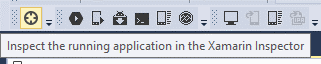 Inspect the running application in the Xamarin Inspector